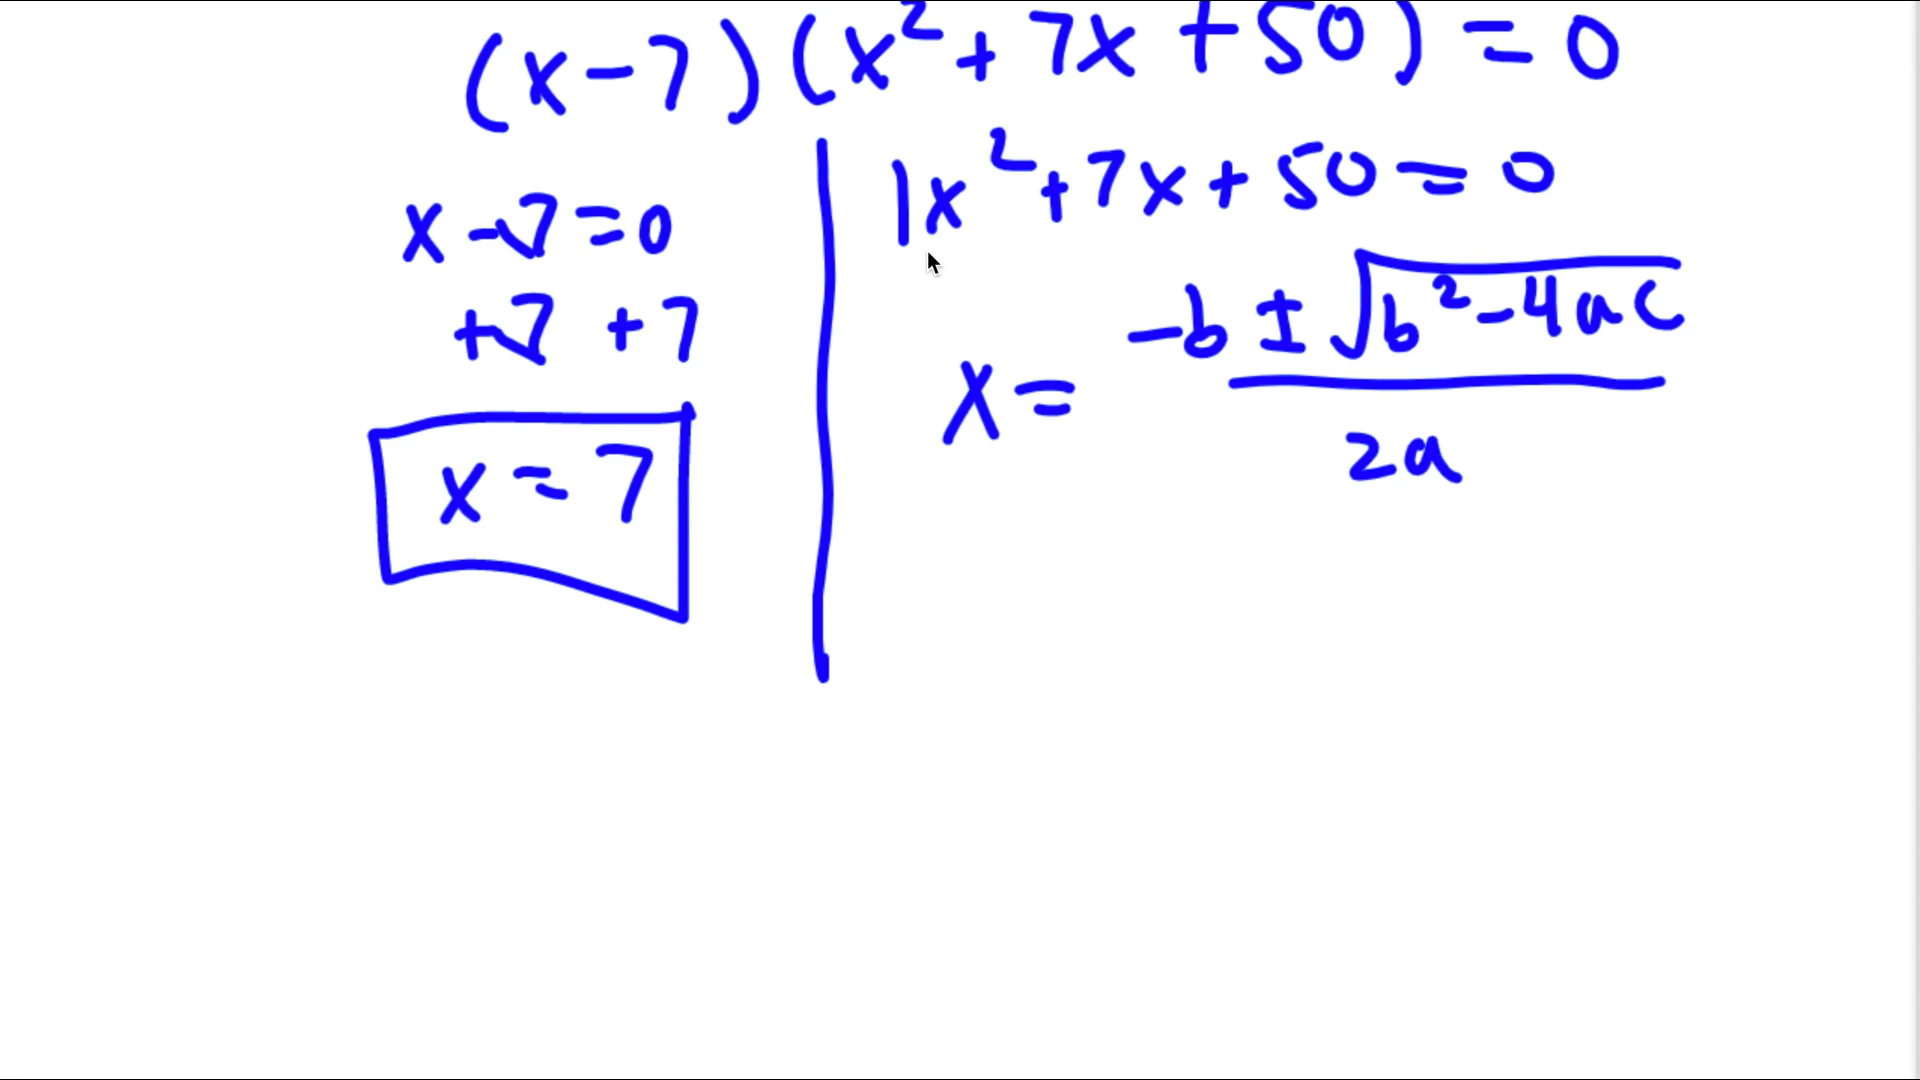 (x-7)(x²+7x+50)=0
x-7=0
+7 +7
x=7
1x²+7x+50=0
x= -b±√b²-4ac
2a